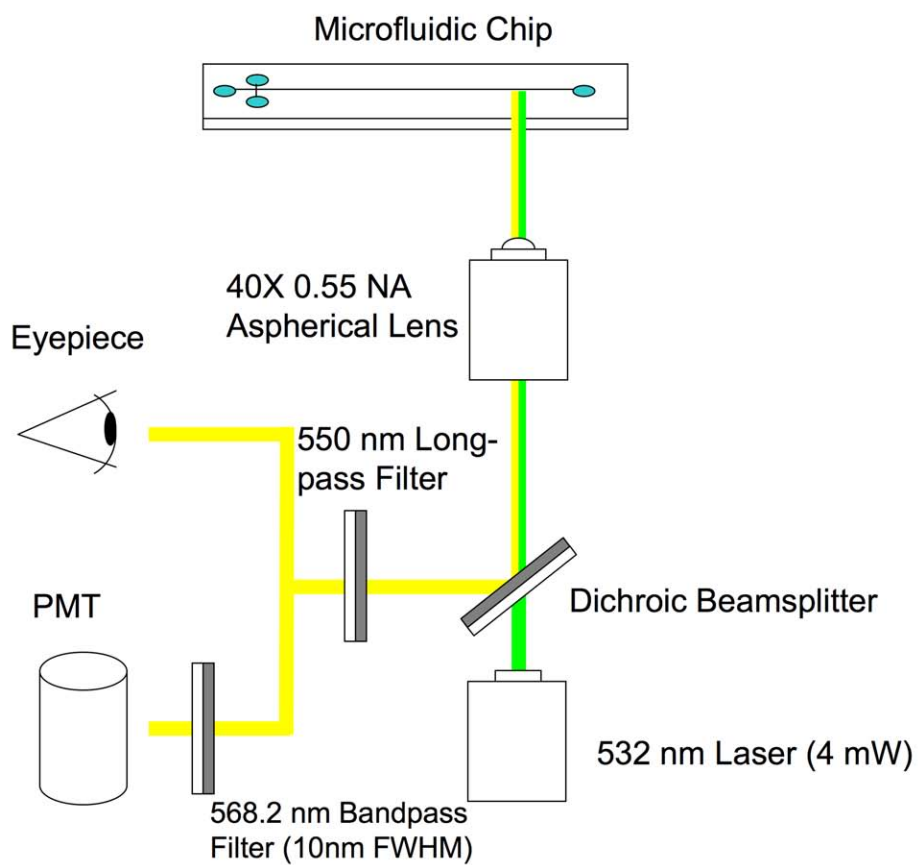 Microfluidic Chip
40X 0.55 NA
Aspherical Lens
Eyepiece
550 nm Long-
pass Filter
PMT
Dichroic Beamsplitter
532 nm Laser (4 mW)
568.2 nm Bandpass
Filter (10nm FWHM)